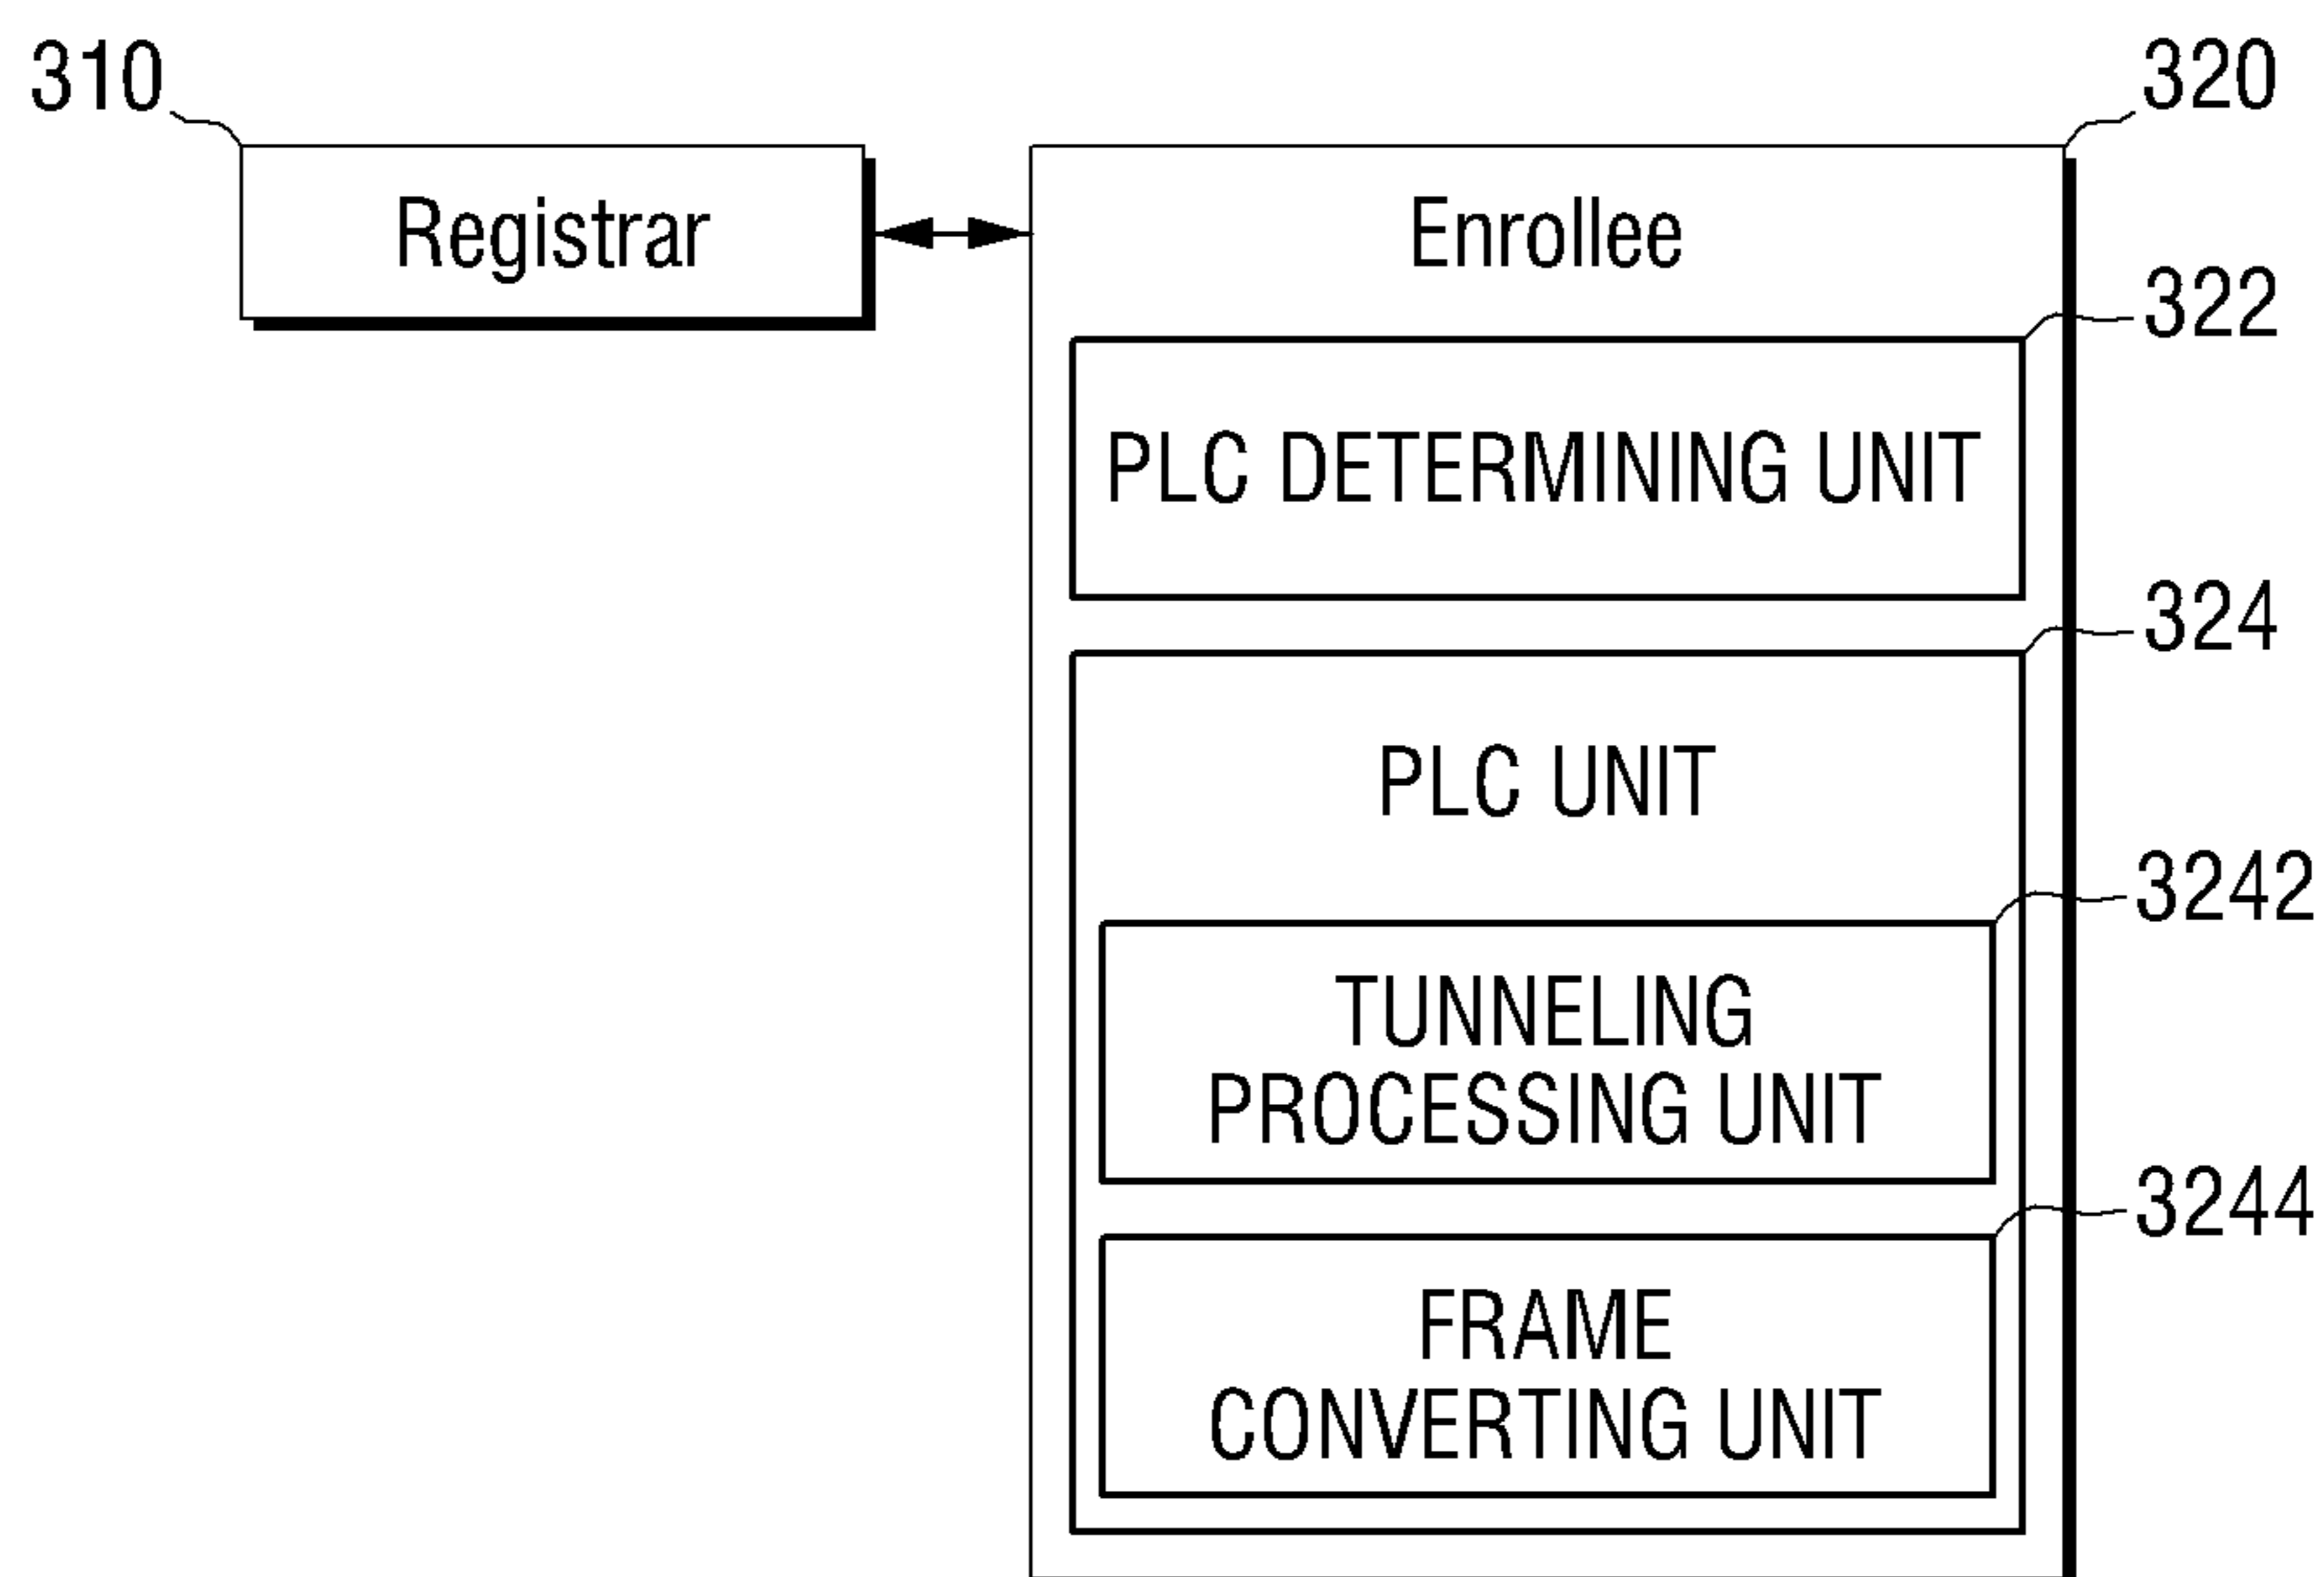 310
320
Registrar
Enrollee
322
PLC DETERMINING UNIT
324
PLC UNIT
3242
TUNNELING
PROCESSING UNIT
3244
FRAME
CONVERTING UNIT